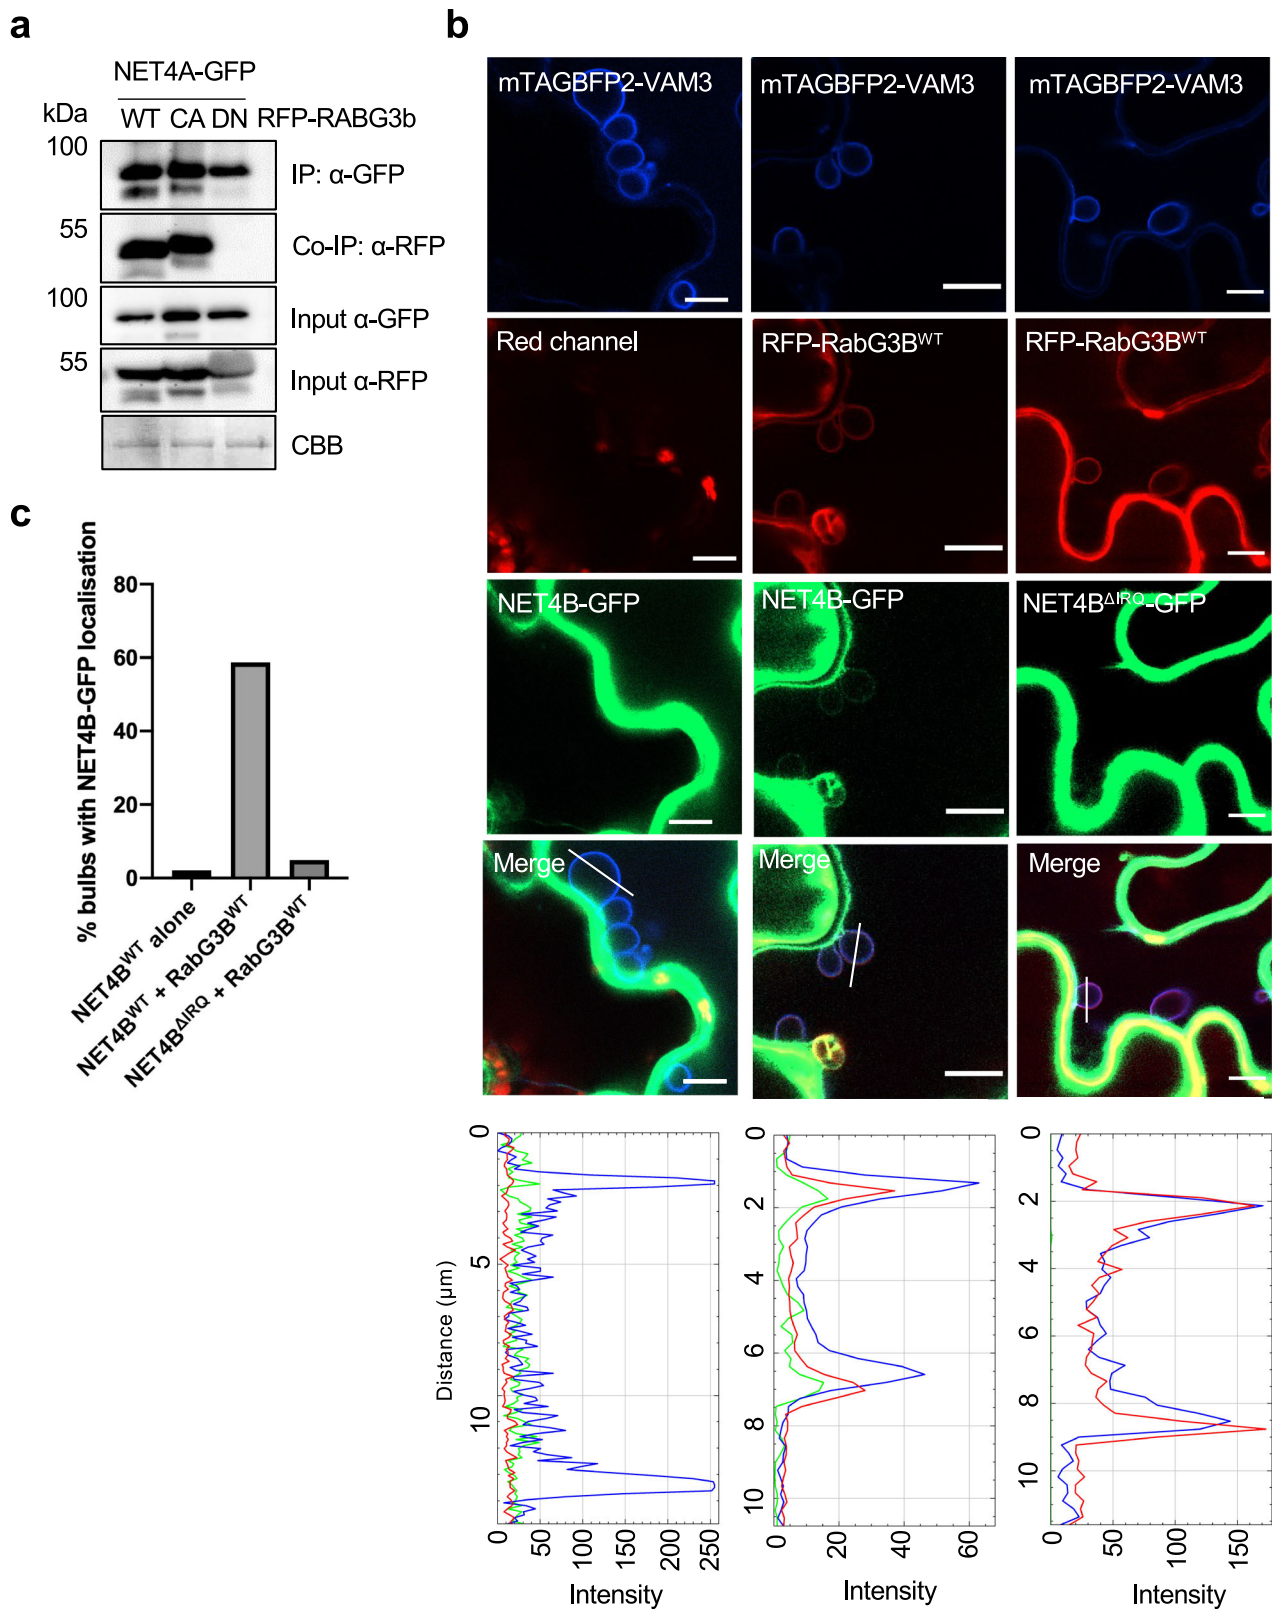 a
NET4A-GFP
kDa
WT CA DN RFP-RABG3b
100
IP: α-GFP
55
Co-IP: α-RFP
100
Input α-GFP
55
Input α-RFP
CBB
b
mTAGBFP2-VAM3 mTAGBFP2-VAM3 mTAGBFP2-VAM3
Red channel RFP-RabG3B^WT RFP-RabG3B^WT
NET4B-GFP NET4B-GFP NET4B^ΔIRQ-GFP
Merge Merge Merge
Distance (µm)
0
5
10
0 50 100 150 200 250
Intensity
0
2
4
6
8
10
0 20 40 60
Intensity
0
2
4
6
8
10
0 50 100 150
Intensity
c
% bulbs with NET4B-GFP localisation
80
60
40
20
0
NET4B^WT alone
NET4B^WT + RabG3B^WT
NET4B^ΔIRQ + RabG3B^WT